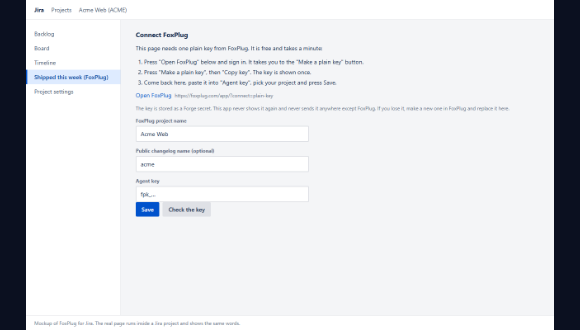 Jira Projects Acme Web (ACME)
Backlog
Board
Timeline
Shipped this week (FoxPlug)
Project settings
Connect FoxPlug
This page needs one plain key from FoxPlug. It is free and takes a minute:
1. Press "Open FoxPlug" below and sign in. It takes you to the "Make a plain key" button.
2. Press "Make a plain key", then "Copy key". The key is shown once.
3. Come back here, paste it into "Agent key", pick your project and press Save.
Open FoxPlug https://foxplug.com/app/?connect=plain-key
The key is stored as a Forge secret. This app never shows it again and never sends it anywhere except FoxPlug. If you lose it, make a new one in FoxPlug and replace it here.
FoxPlug project name
Acme Web
Public changelog name (optional)
acme
Agent key
fpk_...
Save Check the key
Mockup of FoxPlug for Jira. The real page runs inside a Jira project and shows the same words.